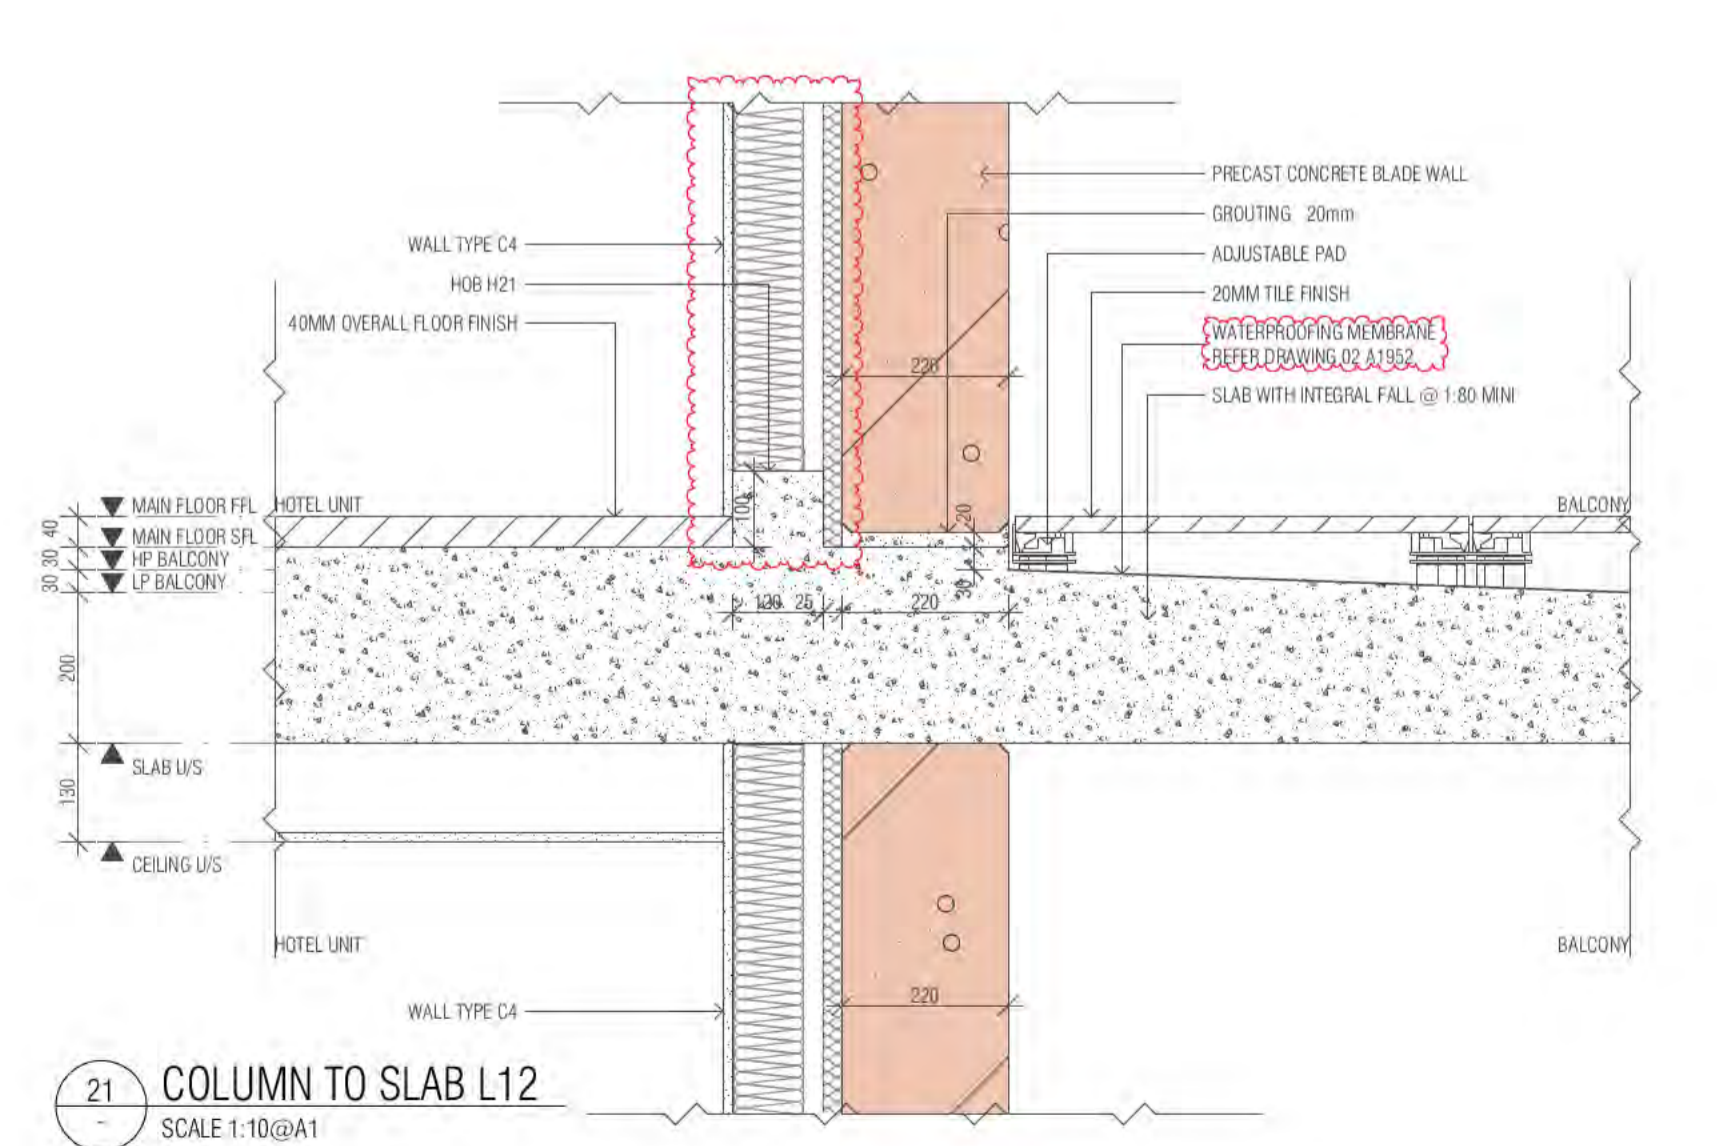 PRECAST CONCRETE BLADE WALL
GROUTING 20mm
WALL TYPE C4
ADJUSTABLE PAD
HOB H21
20MM TILE FINISH
40MM OVERALL FLOOR FINISH
WATERPROOFING MEMBRANE
REFER DRAWING 02 A1952
220
SLAB WITH INTEGRAL FALL @ 1:80 MINI
MAIN FLOOR FFL
HOTEL UNIT
BALCONY
100
20
40
MAIN FLOOR SFL
30
HP BALCONY
30
LP BALCONY
30
25
220
200
SLAB U/S
130
CEILING U/S
HOTEL UNIT
BALCONY
220
WALL TYPE C4
21
-
COLUMN TO SLAB L12
SCALE 1:10@A1